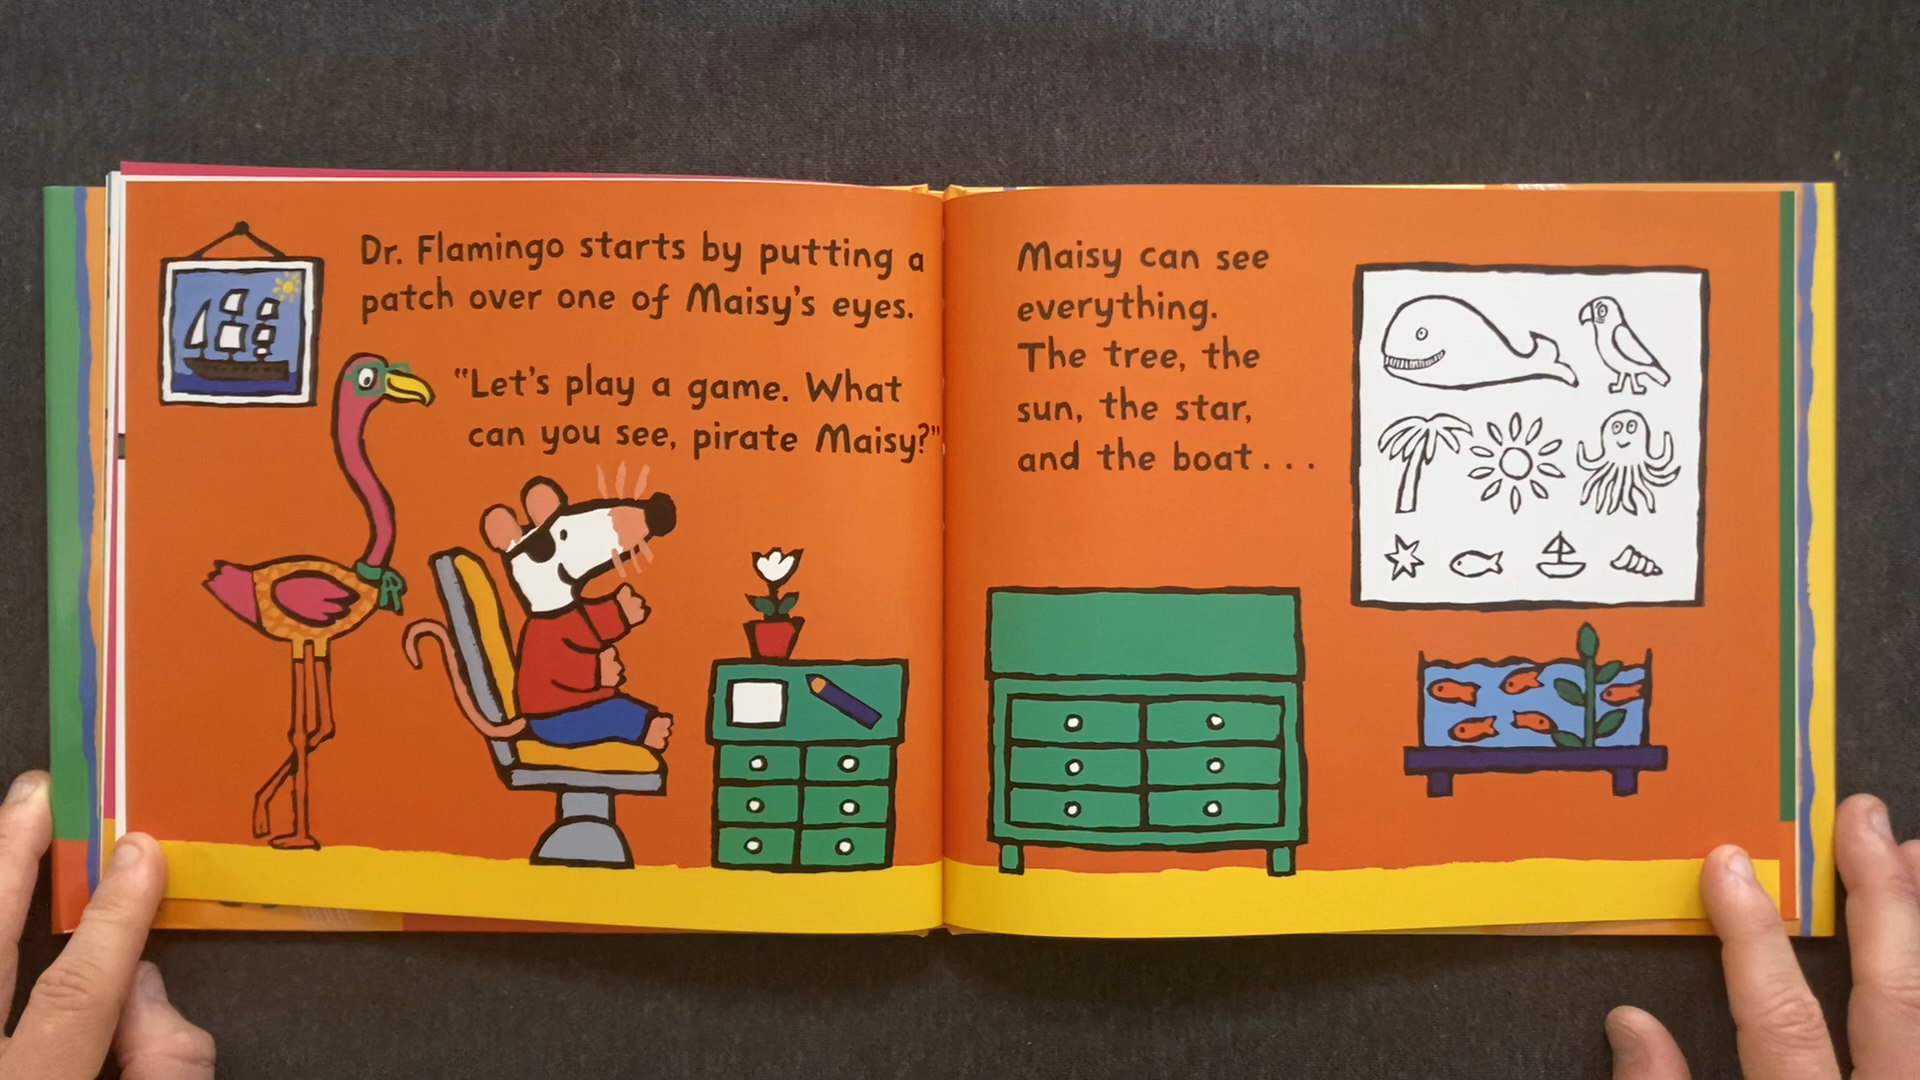 Dr. Flamingo starts by putting a
patch over one of Maisy's eyes.
"Let's play a game. What
can you see, pirate Maisy?"
Maisy can see
everything.
The tree, the
sun, the star,
and the boat...